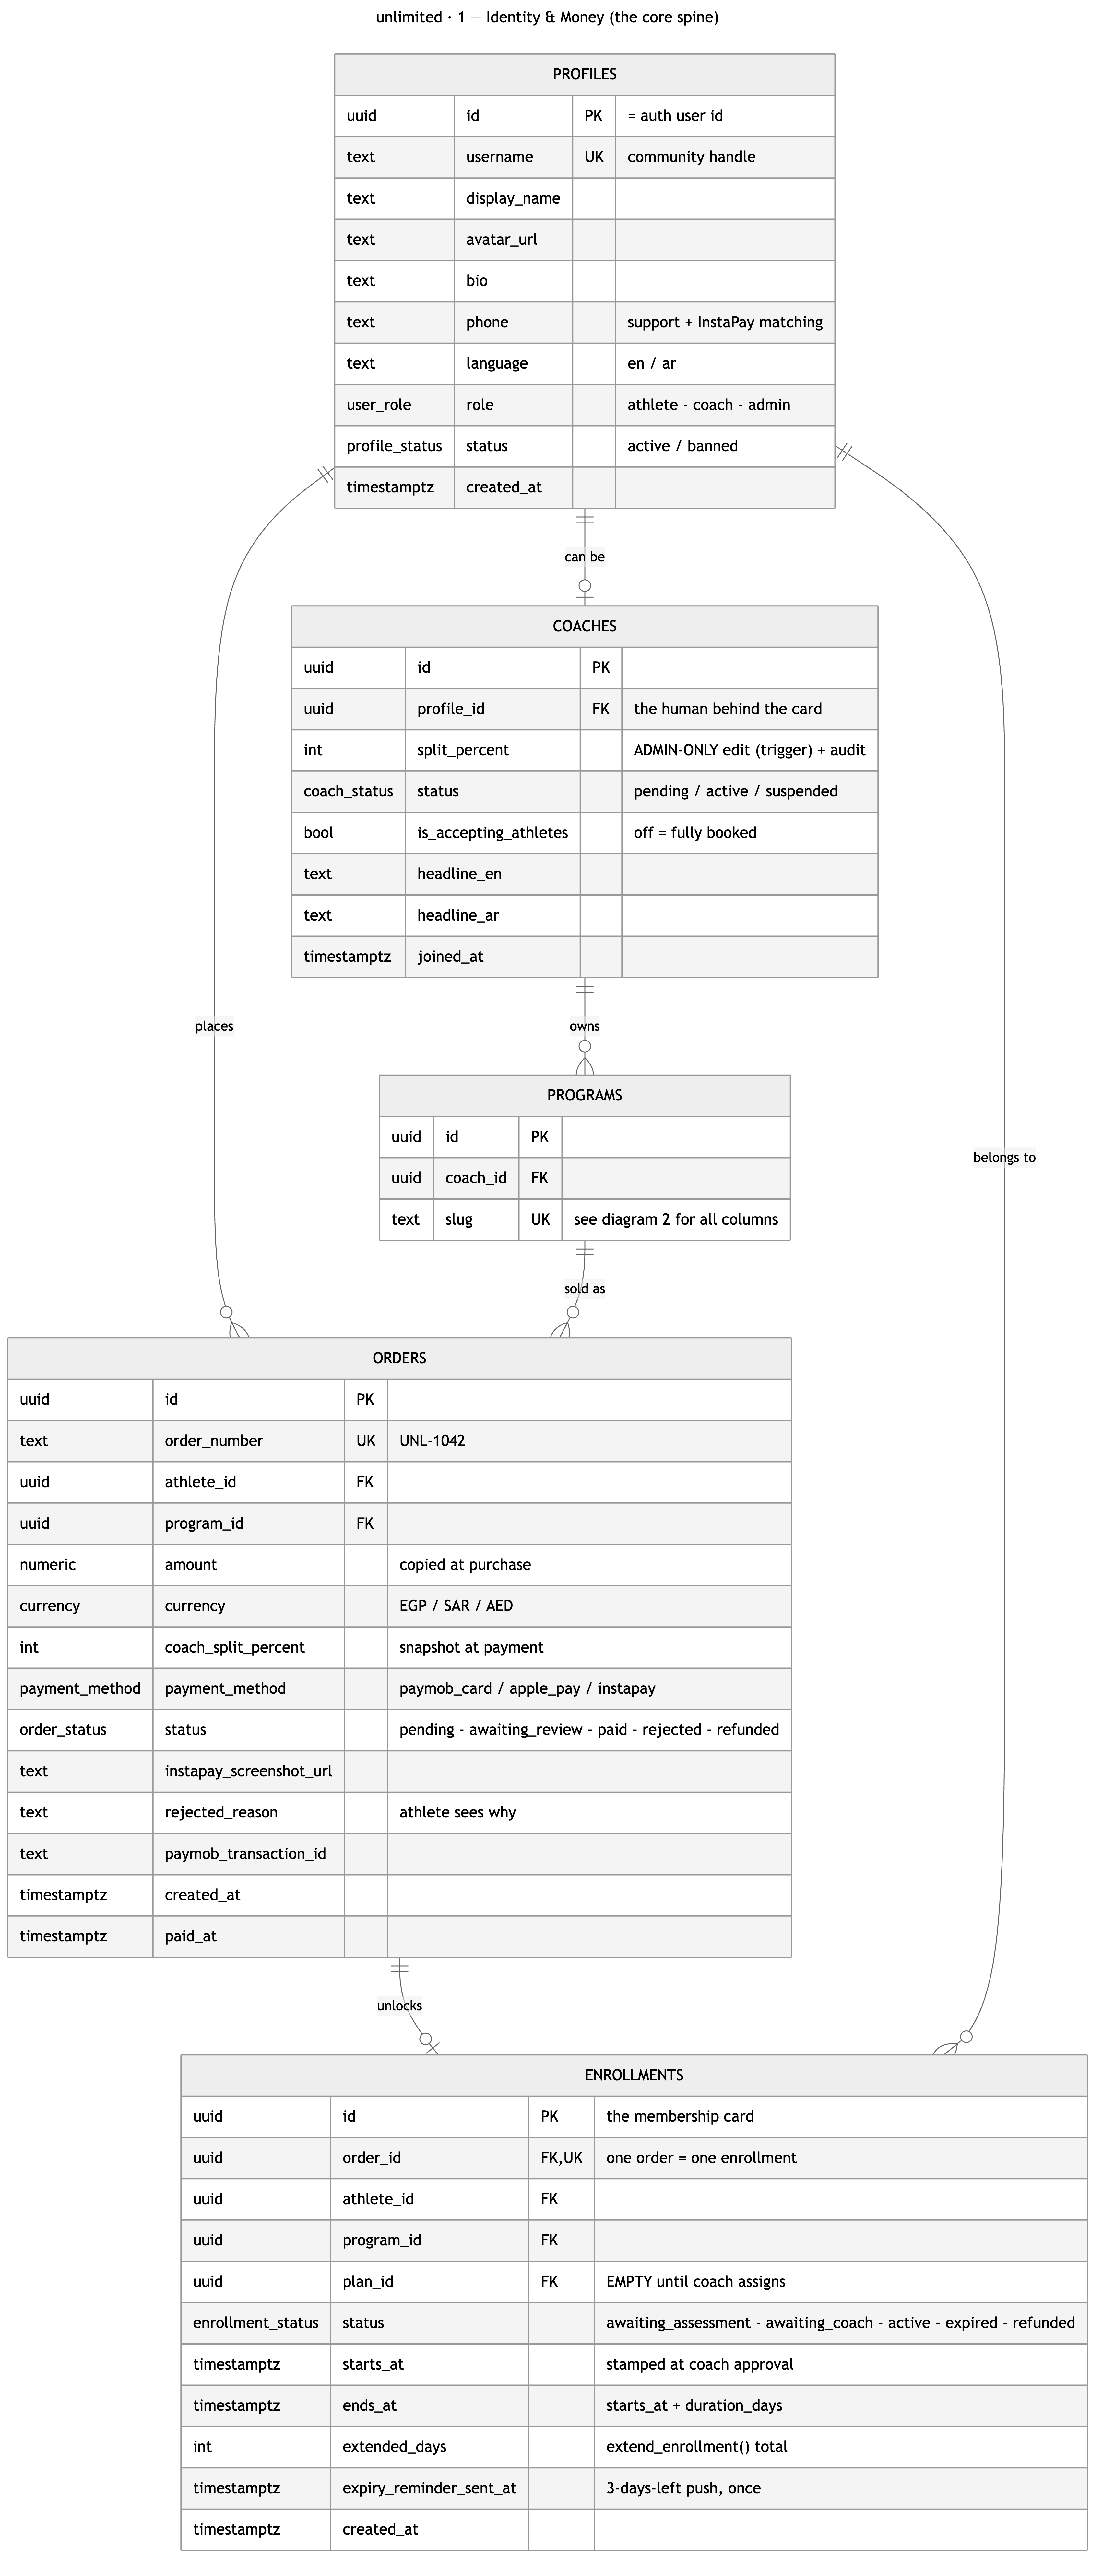 unlimited · 1 — Identity & Money (the core spine)
PROFILES
uuid id PK = auth user id
text username UK community handle
text display_name
text avatar_url
text bio
text phone support + InstaPay matching
text language en / ar
user_role role athlete - coach - admin
profile_status status active / banned
timestamptz created_at
can be
COACHES
uuid id PK
uuid profile_id FK the human behind the card
int split_percent ADMIN-ONLY edit (trigger) + audit
coach_status status pending / active / suspended
bool is_accepting_athletes off = fully booked
text headline_en
text headline_ar
timestamptz joined_at
places
owns
PROGRAMS
uuid id PK
uuid coach_id FK
text slug UK see diagram 2 for all columns
belongs to
sold as
ORDERS
uuid id PK
text order_number UK UNL-1042
uuid athlete_id FK
uuid program_id FK
numeric amount copied at purchase
currency currency EGP / SAR / AED
int coach_split_percent snapshot at payment
payment_method payment_method paymob_card / apple_pay / instapay
order_status status pending - awaiting_review - paid - rejected - refunded
text instapay_screenshot_url
text rejected_reason athlete sees why
text paymob_transaction_id
timestamptz created_at
timestamptz paid_at
unlocks
ENROLLMENTS
uuid id PK the membership card
uuid order_id FK,UK one order = one enrollment
uuid athlete_id FK
uuid program_id FK
uuid plan_id FK EMPTY until coach assigns
enrollment_status status awaiting_assessment - awaiting_coach - active - expired - refunded
timestamptz starts_at stamped at coach approval
timestamptz ends_at starts_at + duration_days
int extended_days extend_enrollment() total
timestamptz expiry_reminder_sent_at 3-days-left push, once
timestamptz created_at